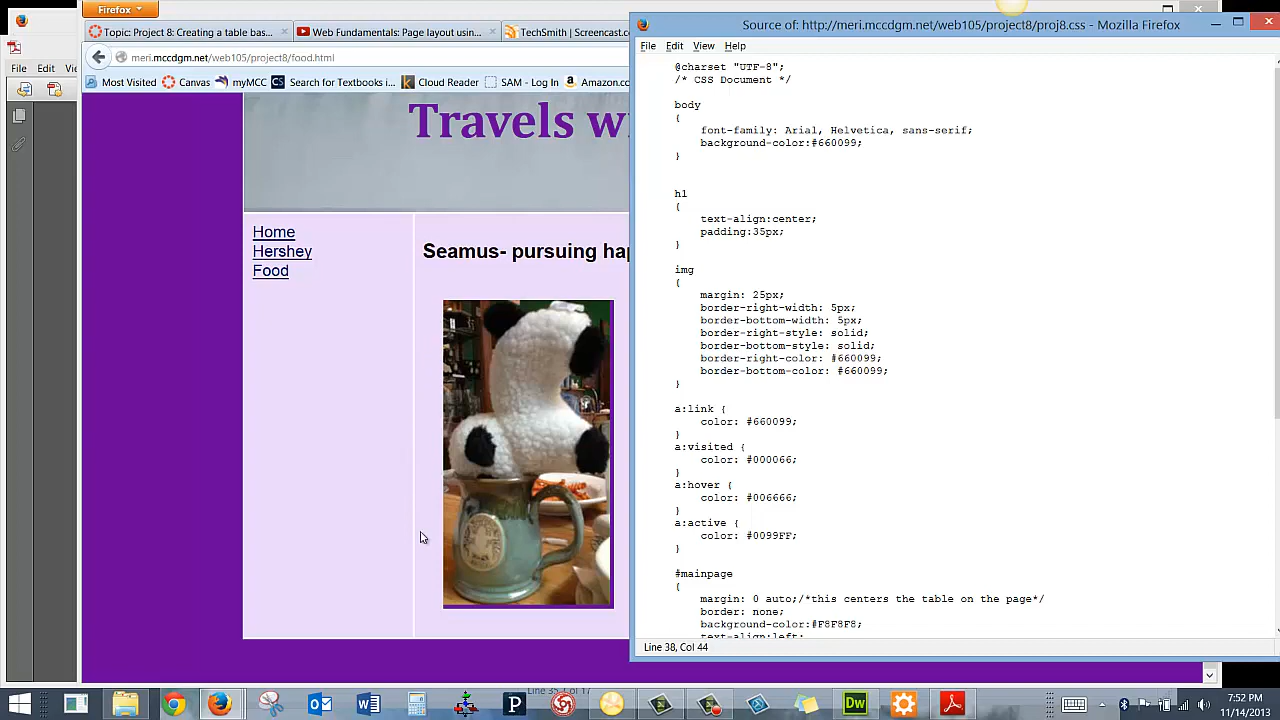 Firefox
Source of: http://meri.mccdgm.net/web105/project8/proj8.css - Mozilla Firefox
Topic Project 8: Creating a table bas...
Web Fundamentals: Page layout usin...
TechSmith | Screencast.co
File Edit View Help
meri.mccdgm.net/web105/project8/food.html
File Edit
Most Visited
Canvas
myMCC
Search for Textbooks i...
Cloud Reader
SAM - Log In
Amazon.co
@charset "UTF-8";
/* CSS Document */
body
{
font-family: Arial, Helvetica, sans-serif;
background-color:#660099;
}
h1
{
text-align:center;
padding:35px;
}
img
{
margin: 25px;
border-right-width: 5px;
border-bottom-width: 5px;
border-right-style: solid;
border-bottom-style: solid;
border-right-color: #660099;
border-bottom-color: #660099;
}
a:link {
color: #660099;
}
a:visited {
color: #000066;
}
a:hover {
color: #006666;
}
a:active {
color: #0099FF;
}
#mainpage
{
margin: 0 auto;/*this centers the table on the page*/
border: none;
background-color:#F8F8F8;
text-align:left;
Line 38, Col 44
Travels w
Home
Hershey
Food
Seamus- pursuing ha
7:52 PM
11/14/2013